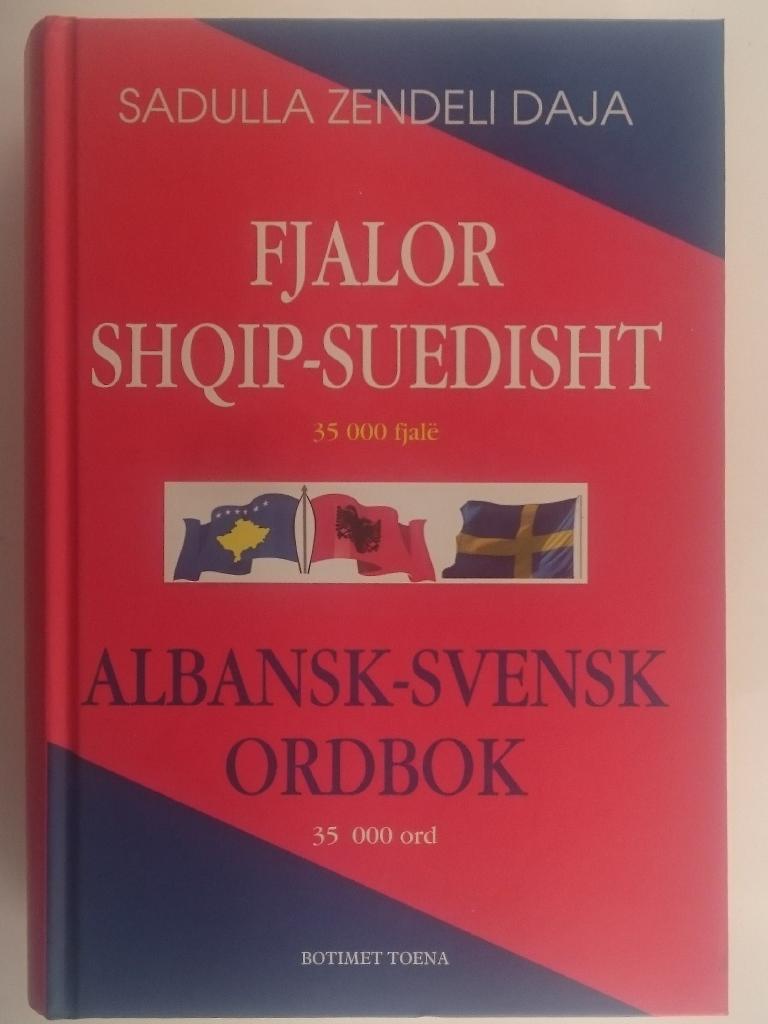 SADULLA ZENDELI DAJA
FJALOR
SHQIP-SUEDISHT
35 000 fjalë
ALBANSK-SVENSK
ORDBOK
35 000 ord
BOTIMET TOENA